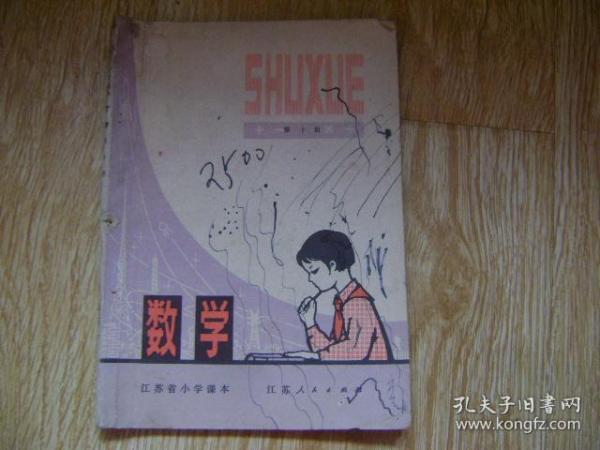 SHUXUE
第十册
2500
数学
江苏省小学课本
江苏人民出版社
孔夫子旧书网
www.kongfz.com